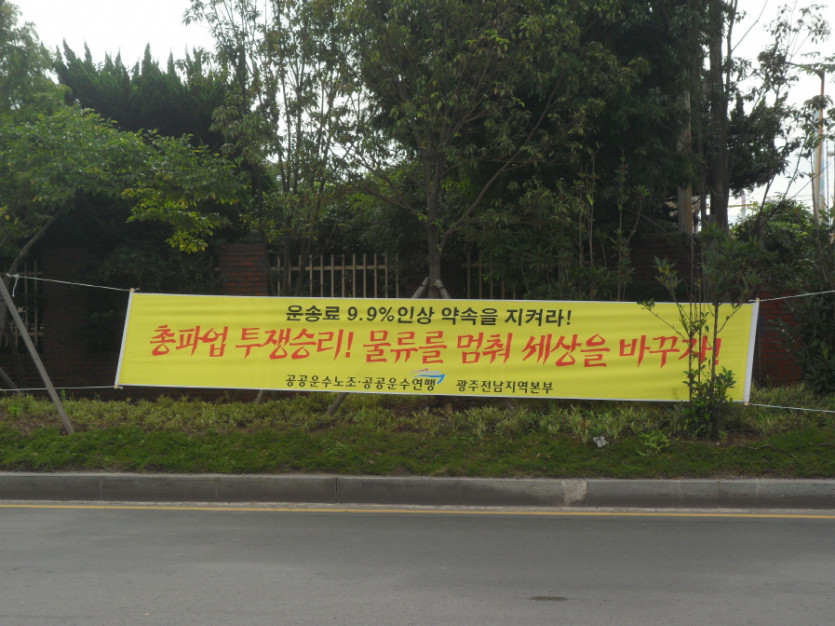 운송료 9.9%인상 약속을 지켜라!
총파업 투쟁승리! 물류를 멈춰 세상을 바꾸자!
공공운수노조·공공운수연맹 광주전남지역본부